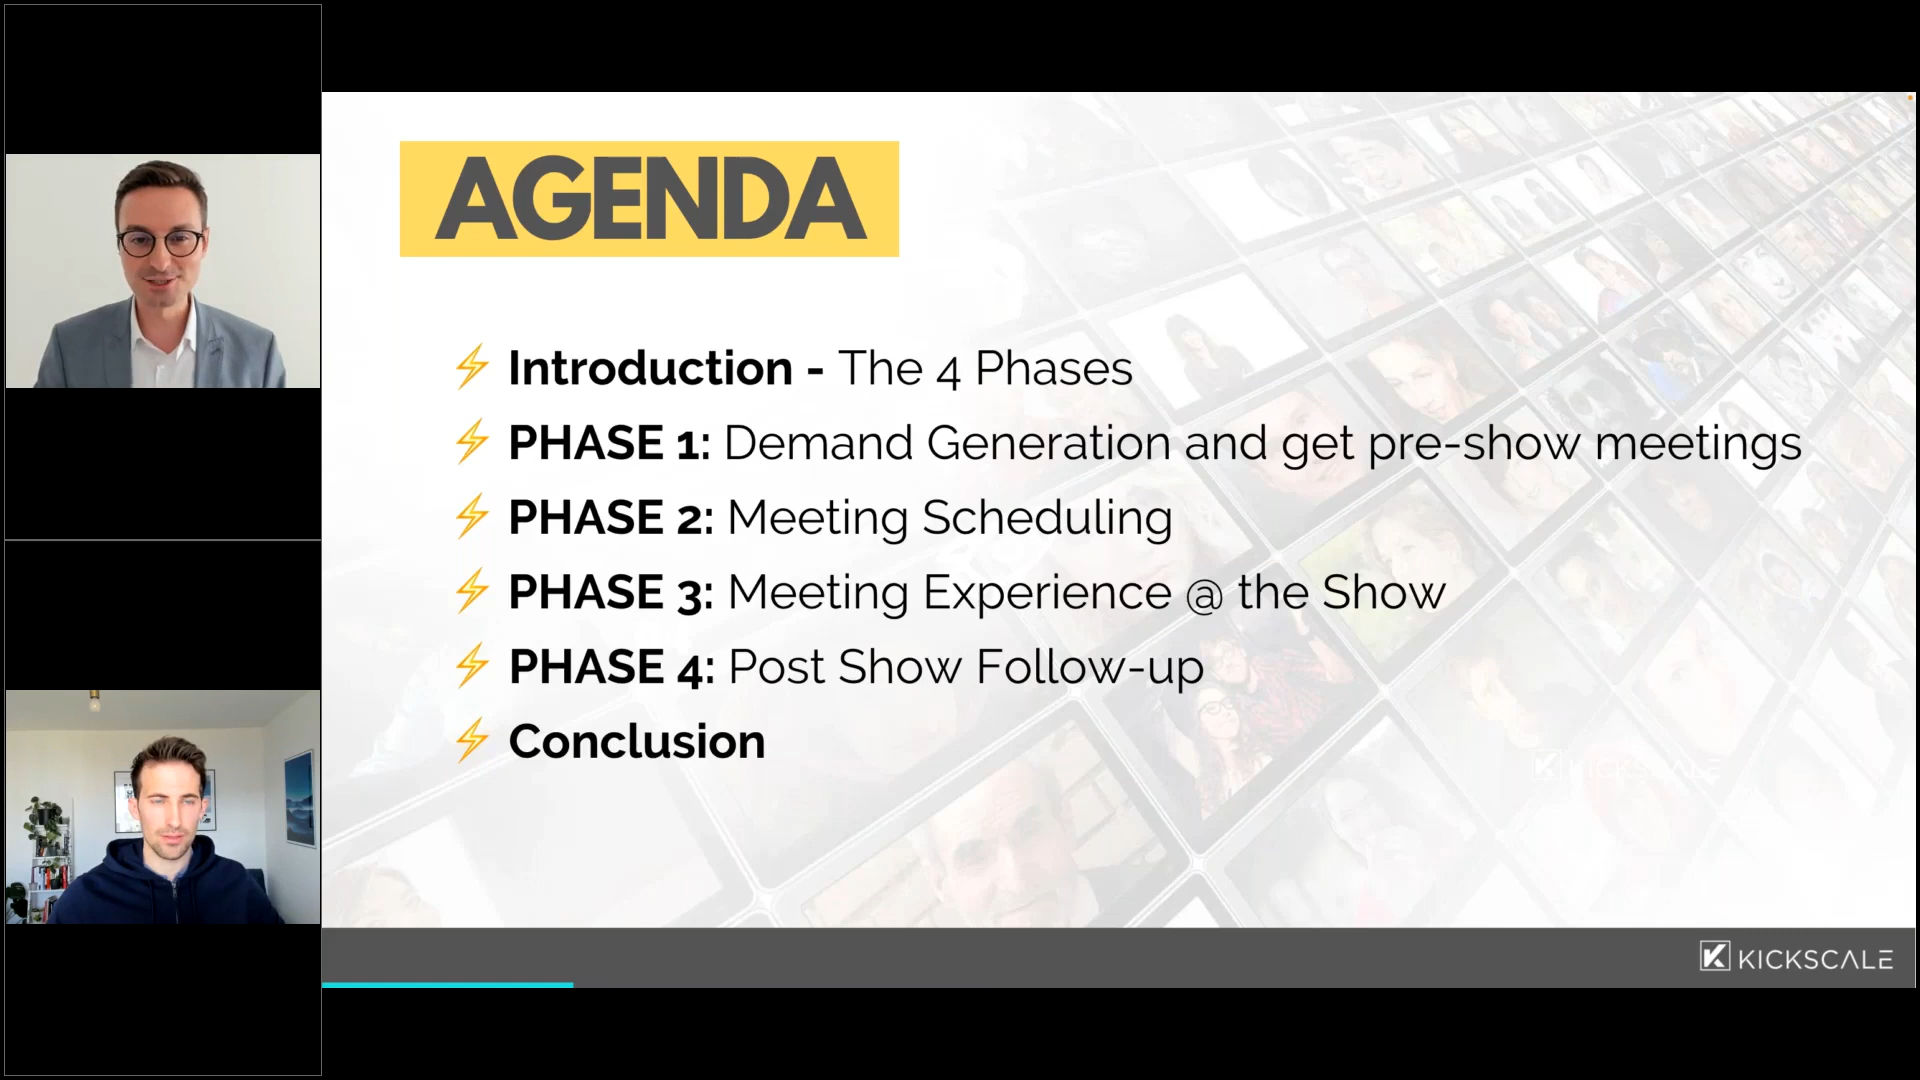 AGENDA
Introduction - The 4 Phases
PHASE 1: Demand Generation and get pre-show meetings
PHASE 2: Meeting Scheduling
PHASE 3: Meeting Experience @ the Show
PHASE 4: Post Show Follow-up
Conclusion
KICKSCALE
KICKSCALE